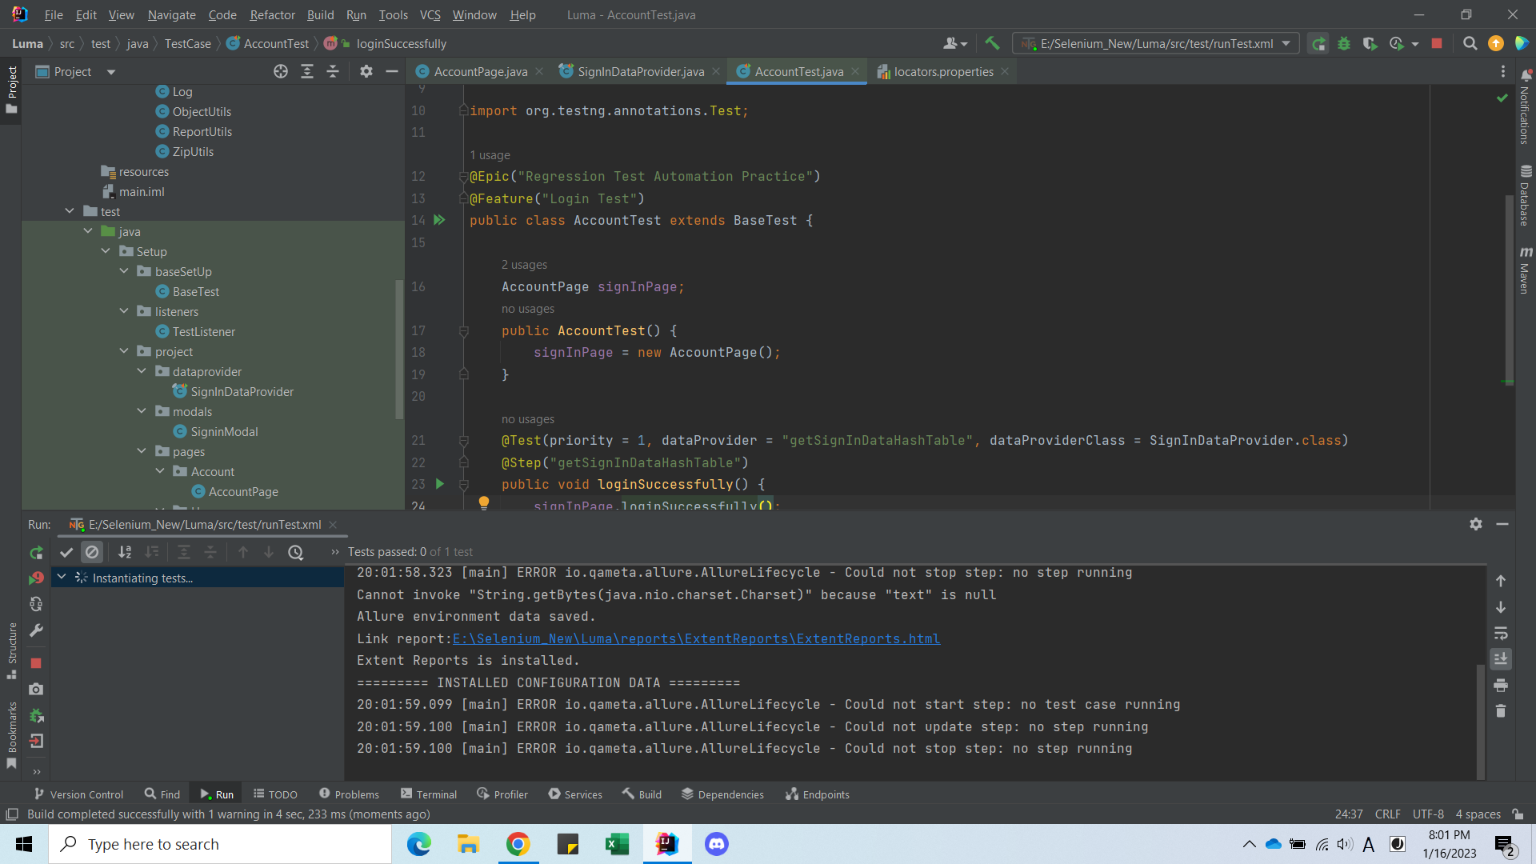 File Edit View Navigate Code Refactor Build Run Tools VCS Window Help Luma - AccountTest.java
Luma src test java TestCase AccountTest loginSuccessfully E:/Selenium_New/Luma/src/test/runTest.xml
Project
Project
AccountPage.java SignInDataProvider.java AccountTest.java locators.properties
Log
ObjectUtils
ReportUtils
ZipUtils
resources
main.iml
test
java
Setup
baseSetUp
BaseTest
listeners
TestListener
project
dataprovider
SignInDataProvider
modals
SigninModal
pages
Account
AccountPage
9
10 import org.testng.annotations.Test;
11
1 usage
12 @Epic("Regression Test Automation Practice")
13 @Feature("Login Test")
14 public class AccountTest extends BaseTest {
15
2 usages
16 AccountPage signInPage;
no usages
17 public AccountTest() {
18 signInPage = new AccountPage();
19 }
20
no usages
21 @Test(priority = 1, dataProvider = "getSignInDataHashTable", dataProviderClass = SignInDataProvider.class)
22 @Step("getSignInDataHashTable")
23 public void loginSuccessfully() {
24 signInPage.loginSuccessfully();
Notifications
Database
Maven
Structure
Bookmarks
Run: E:/Selenium_New/Luma/src/test/runTest.xml
Tests passed: 0 of 1 test
Instantiating tests...
20:01:58.323 [main] ERROR io.qameta.allure.AllureLifecycle - Could not stop step: no step running
Cannot invoke "String.getBytes(java.nio.charset.Charset)" because "text" is null
Allure environment data saved.
Link report:E:\Selenium_New\Luma\reports\ExtentReports\ExtentReports.html
Extent Reports is installed.
========= INSTALLED CONFIGURATION DATA =========
20:01:59.099 [main] ERROR io.qameta.allure.AllureLifecycle - Could not start step: no test case running
20:01:59.100 [main] ERROR io.qameta.allure.AllureLifecycle - Could not update step: no step running
20:01:59.100 [main] ERROR io.qameta.allure.AllureLifecycle - Could not stop step: no step running
Version Control Find Run TODO Problems Terminal Profiler Services Build Dependencies Endpoints
Build completed successfully with 1 warning in 4 sec, 233 ms (moments ago) 24:37 CRLF UTF-8 4 spaces
Type here to search
A
8:01 PM
1/16/2023
2